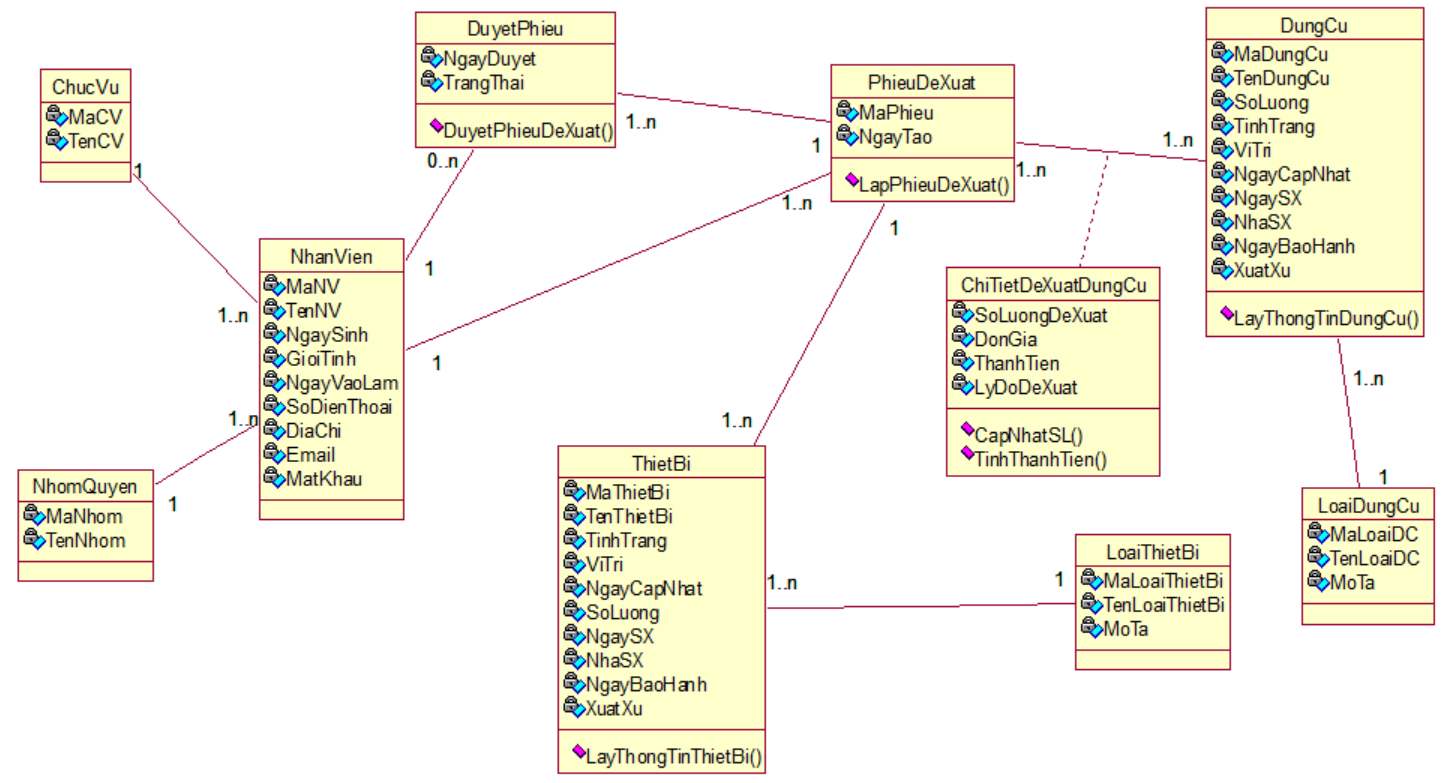 DuyetPhieu
NgayDuyet
TrangThai
DuyetPhieuDeXuat()
1..n
0..n
ChucVu
MaCV
TenCV
1
1..n
NhanVien
MaNV
TenNV
NgaySinh
GioiTinh
NgayVaoLam
SoDienThoai
DiaChi
Email
MatKhau
1
1
1..n
NhomQuyen
MaNhom
TenNhom
1
PhieuDeXuat
MaPhieu
NgayTao
LapPhieuDeXuat()
1
1..n
1..n
1
DungCu
MaDungCu
TenDungCu
SoLuong
TinhTrang
ViTri
NgayCapNhat
NgaySX
NhaSX
NgayBaoHanh
XuatXu
LayThongTinDungCu()
1..n
1..n
ChiTietDeXuatDungCu
SoLuongDeXuat
DonGia
ThanhTien
LyDoDeXuat
CapNhatSL()
TinhThanhTien()
1..n
ThietBi
MaThietBi
TenThietBi
TinhTrang
ViTri
NgayCapNhat
SoLuong
NgaySX
NhaSX
NgayBaoHanh
XuatXu
LayThongTinThietBi()
1..n
1
LoaiThietBi
MaLoaiThietBi
TenLoaiThietBi
MoTa
1
LoaiDungCu
MaLoaiDC
TenLoaiDC
MoTa